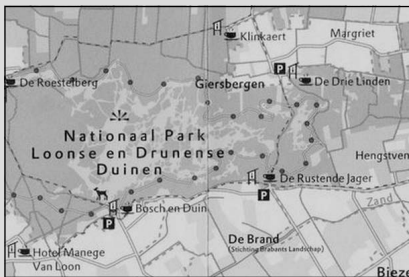 Klinkaert
Margriet
De Roestelberg
Giersbergen
P
De Drie Linden
Nationaal Park
Loonse en Drunense
Duinen
Hengstven
De Rustende Jager
P
Bosch en Duin
P
Zand
De Brand
(Stichting Brabants Landschap)
Hotel Manege
Van Loon
Biez